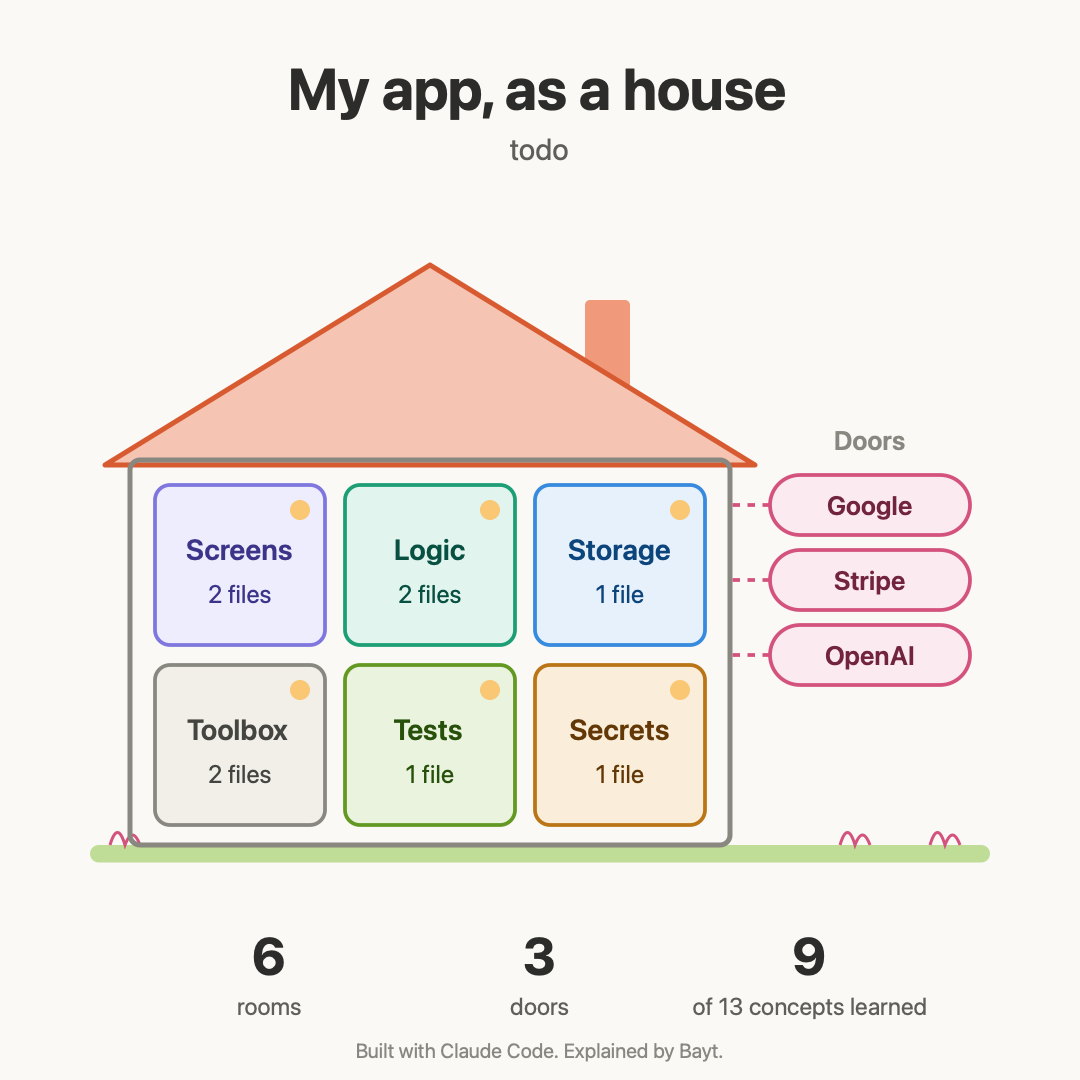 My app, as a house
todo
Doors
Google
Stripe
OpenAI
Screens
2 files
Logic
2 files
Storage
1 file
Toolbox
2 files
Tests
1 file
Secrets
1 file
6
rooms
3
doors
9
of 13 concepts learned
Built with Claude Code. Explained by Bayt.